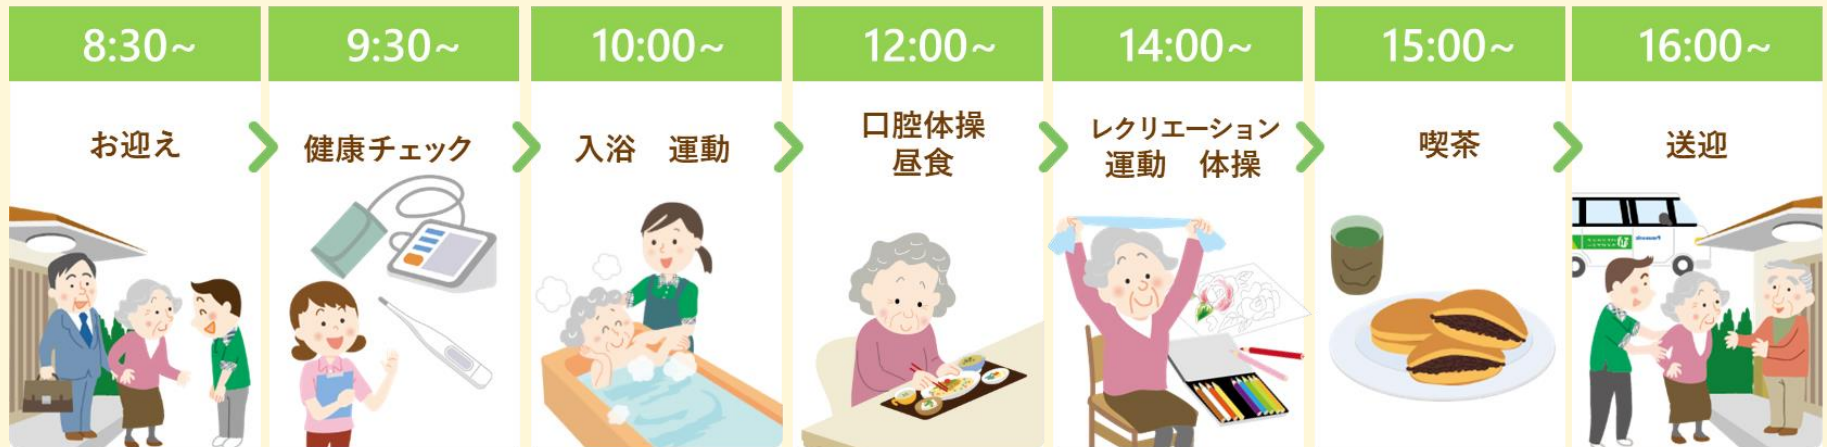 8:30~
お迎え
9:30~
健康チェック
10:00~
入浴　運動
12:00~
口腔体操
昼食
14:00~
レクリエーション
運動　体操
15:00~
喫茶
16:00~
送迎